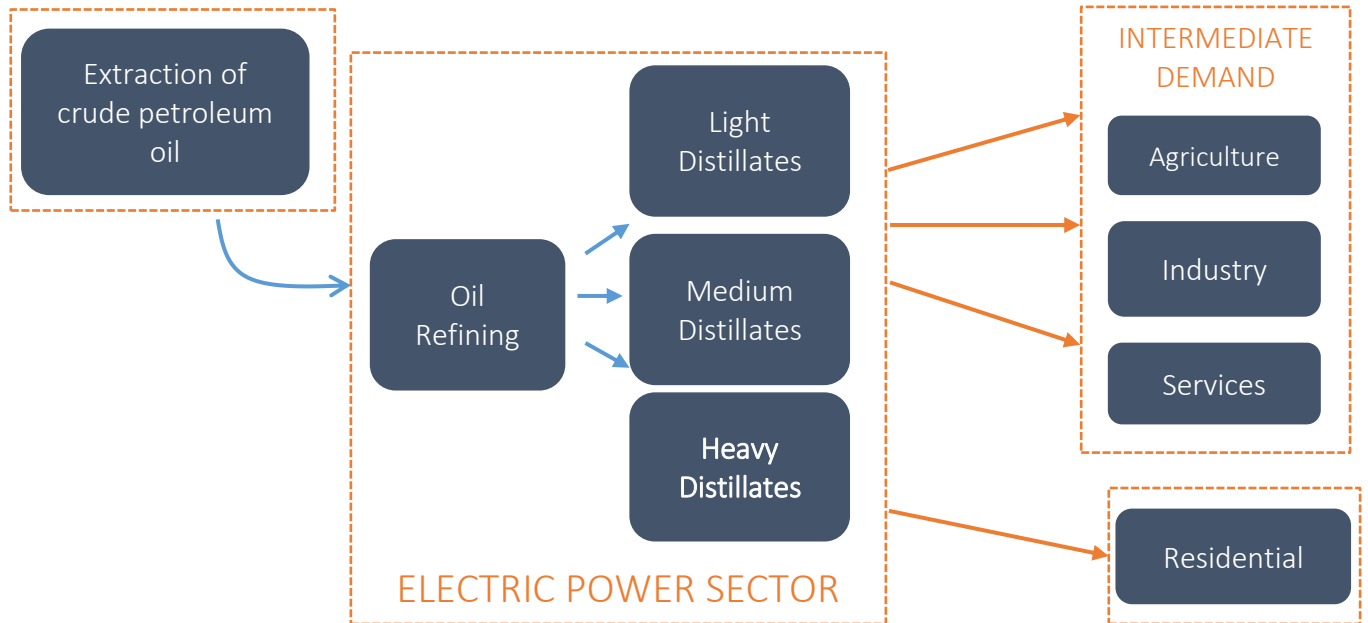 Extraction of
crude petroleum
oil
Oil
Refining
Light
Distillates
Medium
Distillates
Heavy
Distillates
ELECTRIC POWER SECTOR
INTERMEDIATE
DEMAND
Agriculture
Industry
Services
Residential